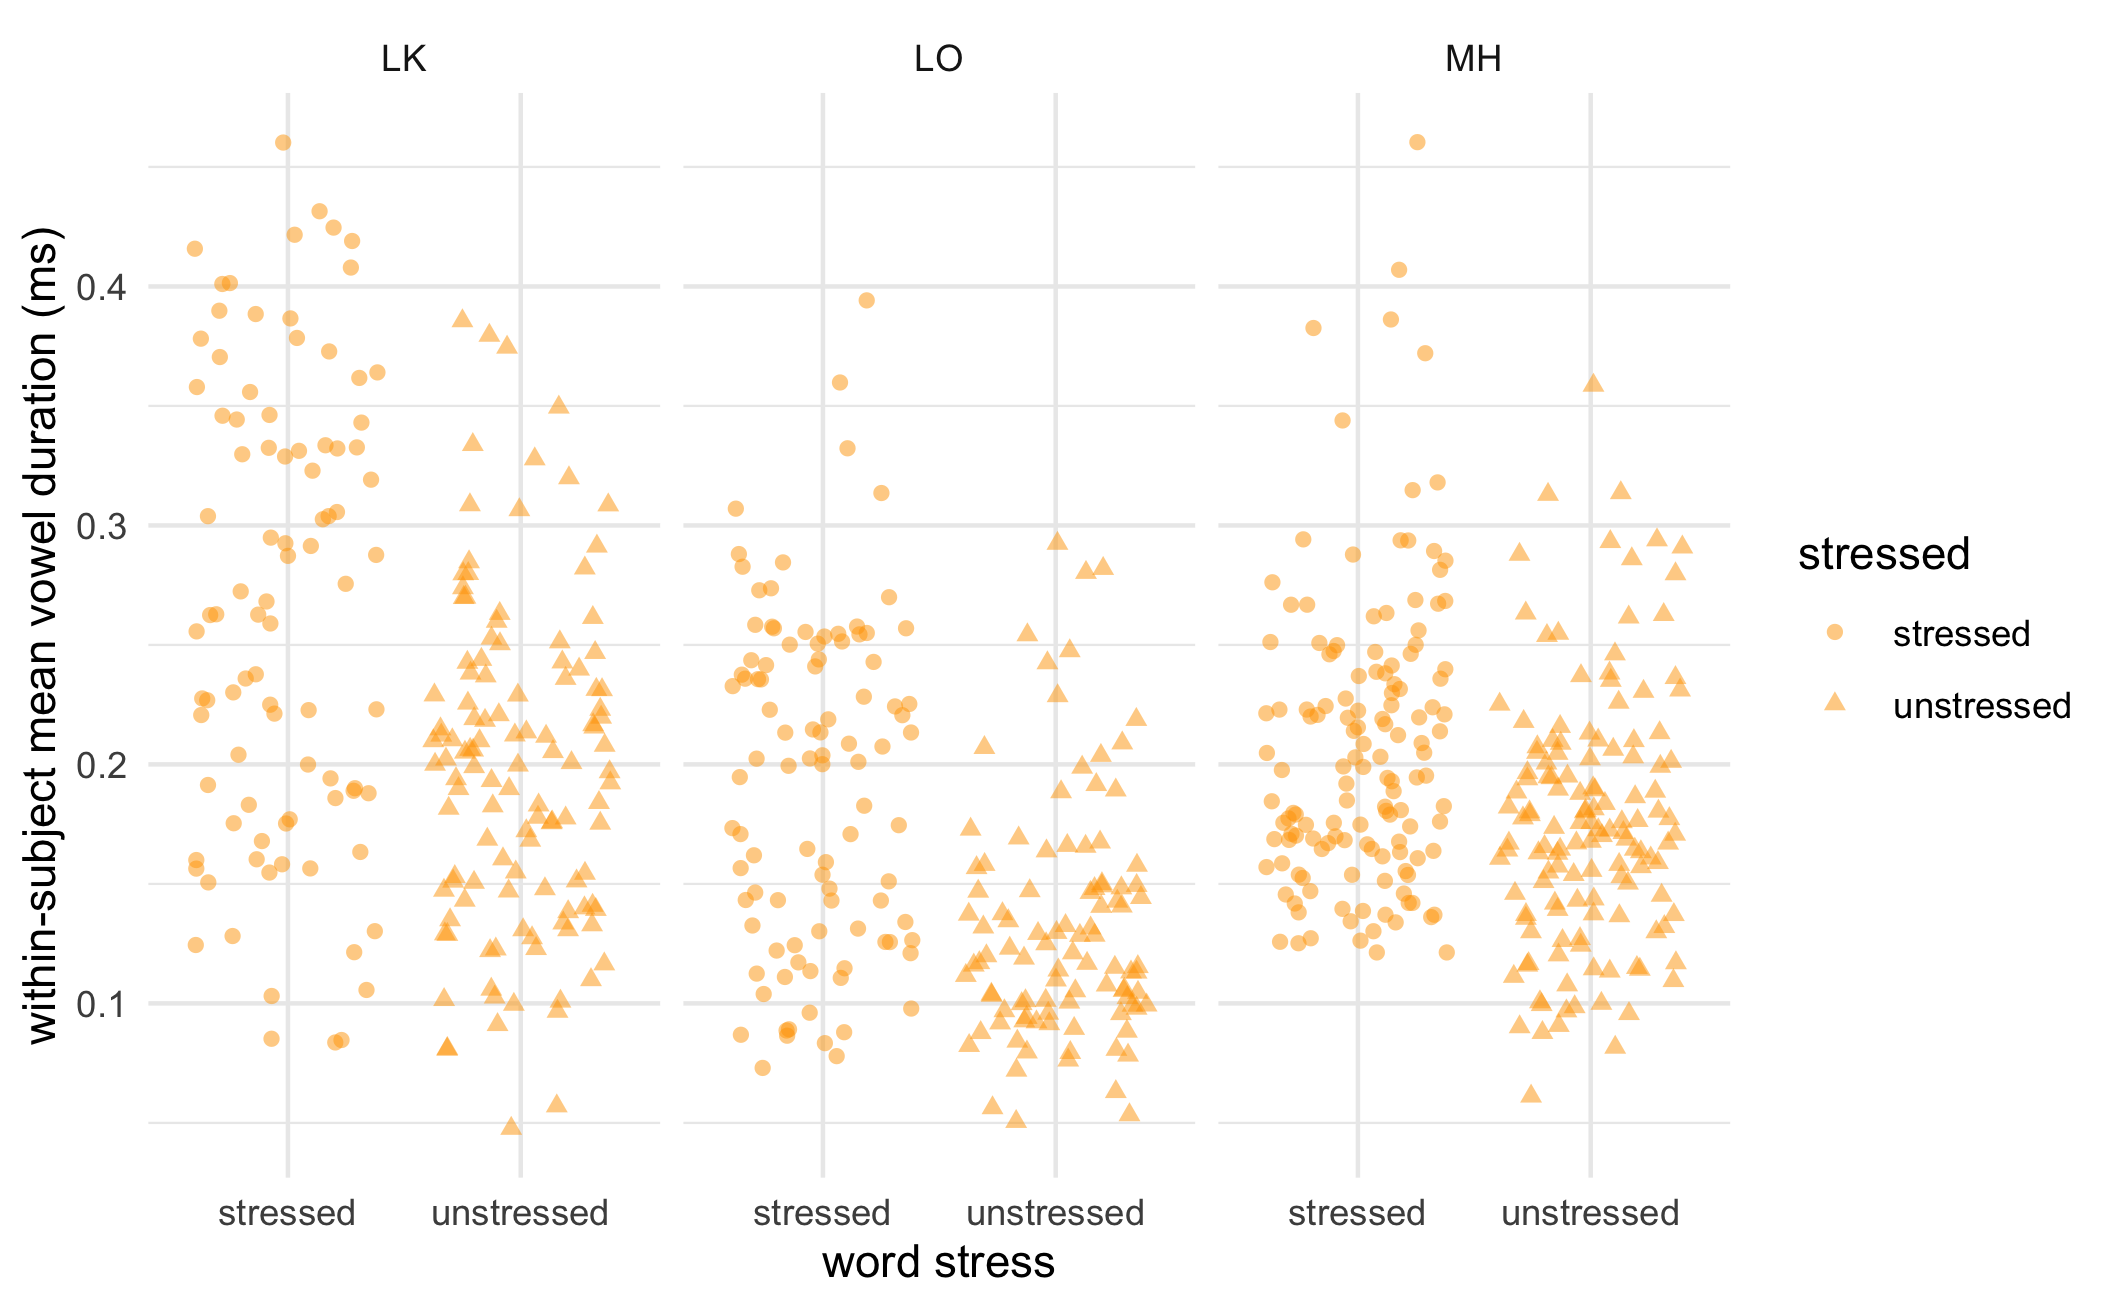 LK LO MH
within-subject mean vowel duration (ms)
0.4
0.3
0.2
0.1
stressed unstressed stressed unstressed stressed unstressed
word stress
stressed
stressed
unstressed